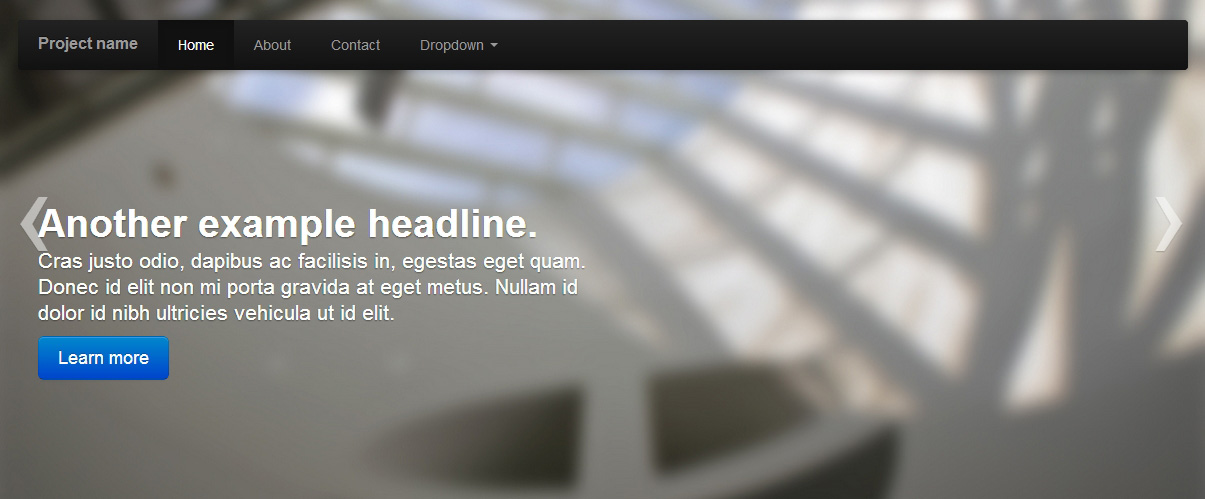 Project name Home About Contact Dropdown
Another example headline.
Cras justo odio, dapibus ac facilisis in, egestas eget quam.
Donec id elit non mi porta gravida at eget metus. Nullam id
dolor id nibh ultricies vehicula ut id elit.
Learn more